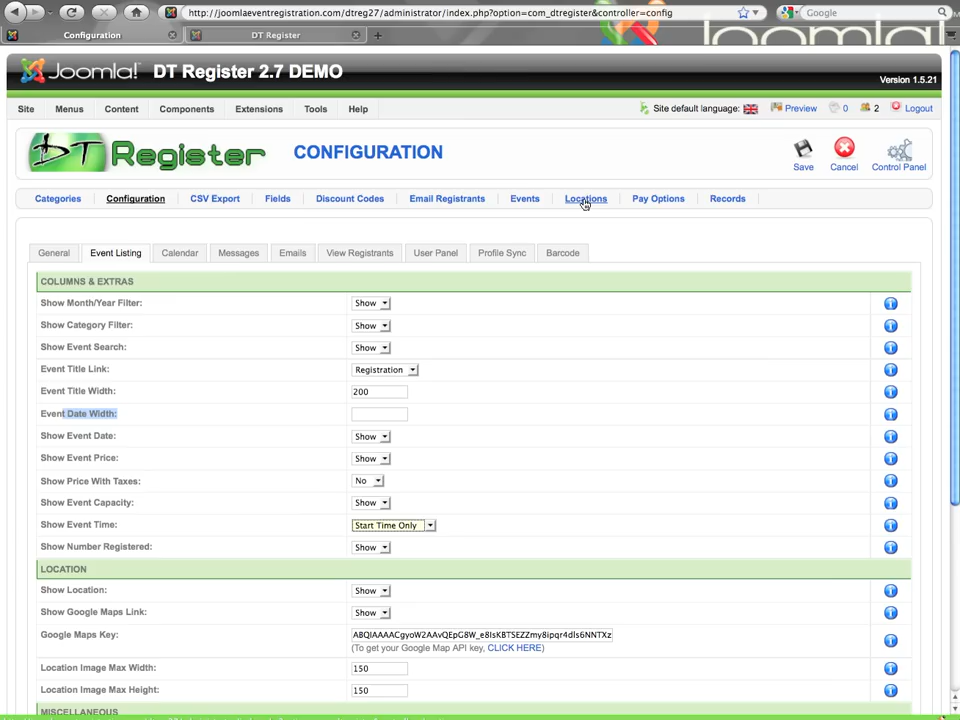 http://joomlaeventregistration.com/dtreg27/administrator/index.php?option=com_dtregister&controller=config
Google
Configuration
DT Register
Joomla!
Joomla! DT Register 2.7 DEMO
Version 1.5.21
Site Menus Content Components Extensions Tools Help
Site default language: Preview 0 2 Logout
DT Register CONFIGURATION
Save Cancel Control Panel
Categories Configuration CSV Export Fields Discount Codes Email Registrants Events Locations Pay Options Records
General Event Listing Calendar Messages Emails View Registrants User Panel Profile Sync Barcode
COLUMNS & EXTRAS
Show Month/Year Filter: Show
Show Category Filter: Show
Show Event Search: Show
Event Title Link: Registration
Event Title Width: 200
Event Date Width:
Show Event Date: Show
Show Event Price: Show
Show Price With Taxes: No
Show Event Capacity: Show
Show Event Time: Start Time Only
Show Number Registered: Show
LOCATION
Show Location: Show
Show Google Maps Link: Show
Google Maps Key:
(To get your Google Map API key, CLICK HERE)
Location Image Max Width: 150
Location Image Max Height: 150
MISCELLANEOUS